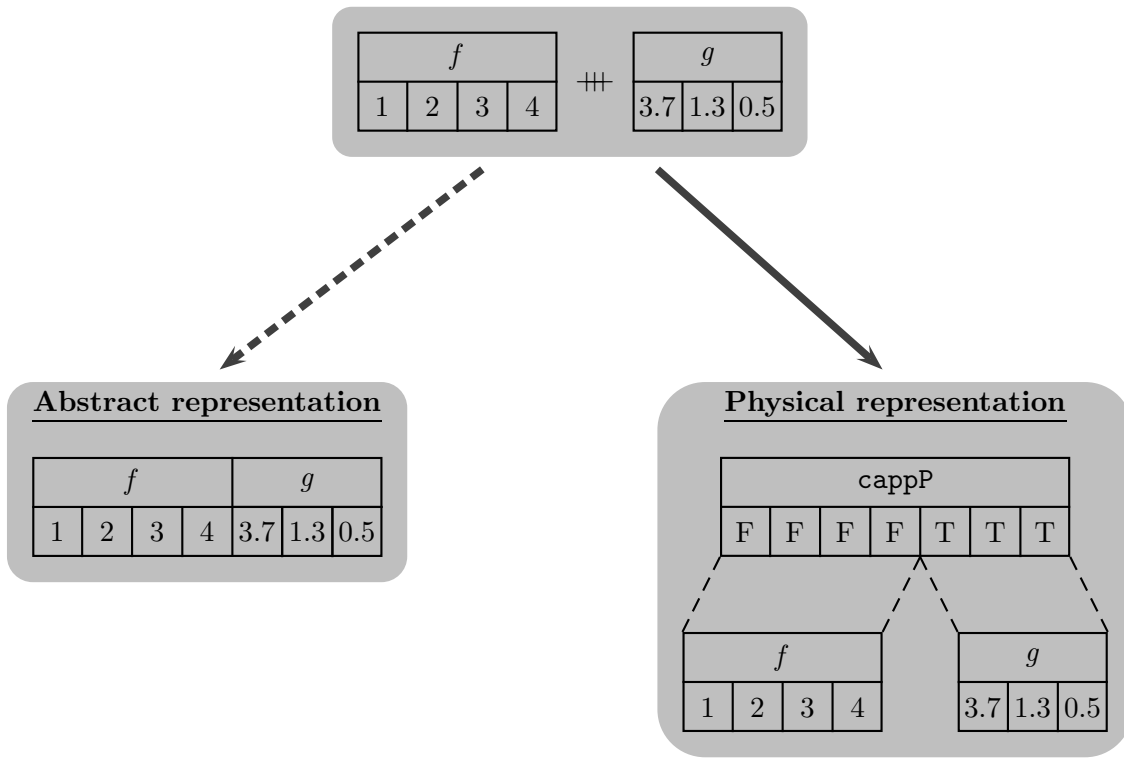 f g
1 2 3 4 ⧻ 3.7 1.3 0.5
Abstract representation
f g
1 2 3 4 3.7 1.3 0.5
Physical representation
cappP
F F F F T T T
f g
1 2 3 4 3.7 1.3 0.5